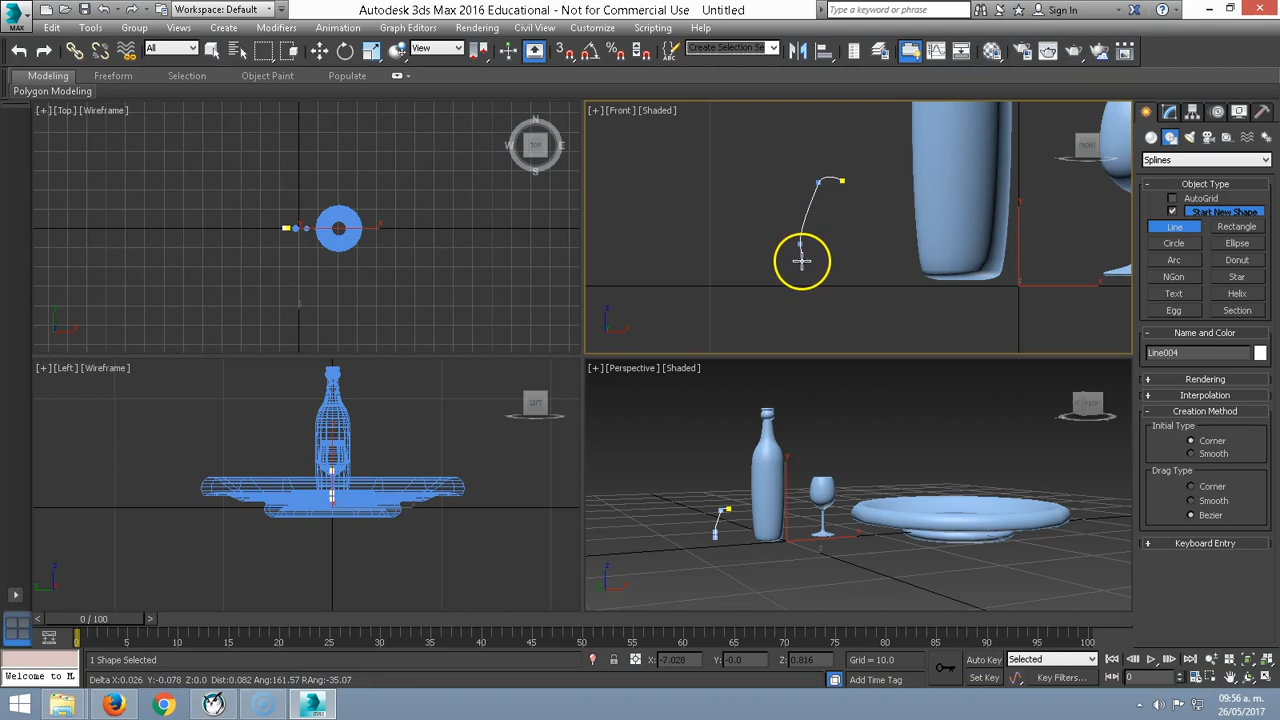 MAX
Workspace: Default
Autodesk 3ds Max 2016 Educational - Not for Commercial Use Untitled
Type a keyword or phrase
Sign In
Edit Tools Group Views Create Modifiers Animation Graph Editors Rendering Civil View Customize Scripting Help
All
View
Create Selection Se
Modeling Freeform Selection Object Paint Populate
Polygon Modeling
[+] [Top] [Wireframe]
[+] [Front] [Shaded]
Splines
Object Type
AutoGrid
Start New Shape
Line Rectangle
Circle Ellipse
Arc Donut
NGon Star
Text Helix
Egg Section
Name and Color
Line004
Rendering
Interpolation
Creation Method
Initial Type
Corner
Smooth
Drag Type
Corner
Smooth
Bezier
Keyboard Entry
[+] [Left] [Wireframe]
[+] [Perspective] [Shaded]
0 / 100
0 5 10 15 20 25 30 35 40 45 50 55 60 65 70 75 80 85 90 95 100
1 Shape Selected
X: -7.028 Y: -0.0 Z: 0.816
Grid = 10.0
Auto Key Selected
Welcome to M
Delta X:0.026 Y:-0.078 Z:0.0 Dist:0.082 Ang:161.57 RAng:-35.07
Add Time Tag
Set Key Key Filters...
0
09:56 a. m.
26/05/2017